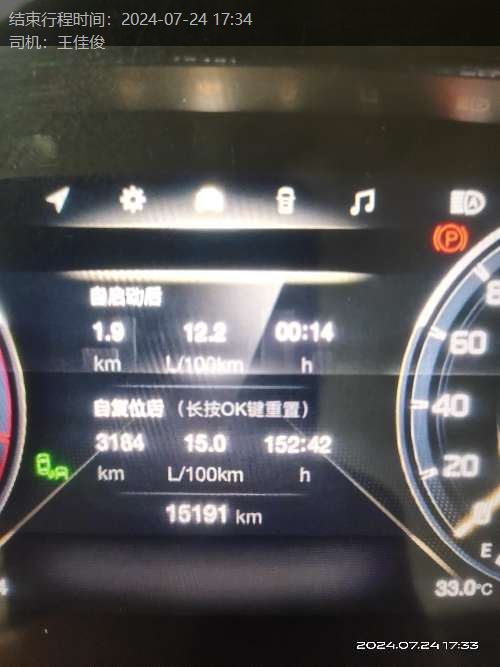 结束行程时间：2024-07-24 17:34
司机：王佳俊
自启动后
1.9 12.2 00:14
km L/100km h
自复位后 （长按OK键重置）
3184 15.0 152:42
km L/100km h
15191 km
60
40
20
0
E
33.0°C
2024.07.24 17:33